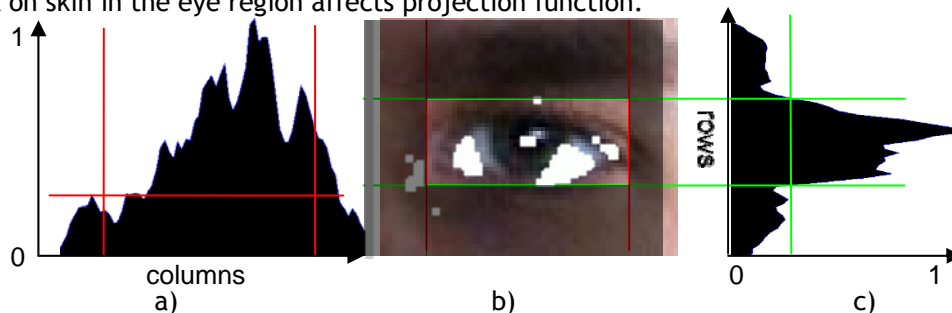 on skin in the eye region affects projection function.
1
0
columns
rows
0
1
a)
b)
c)